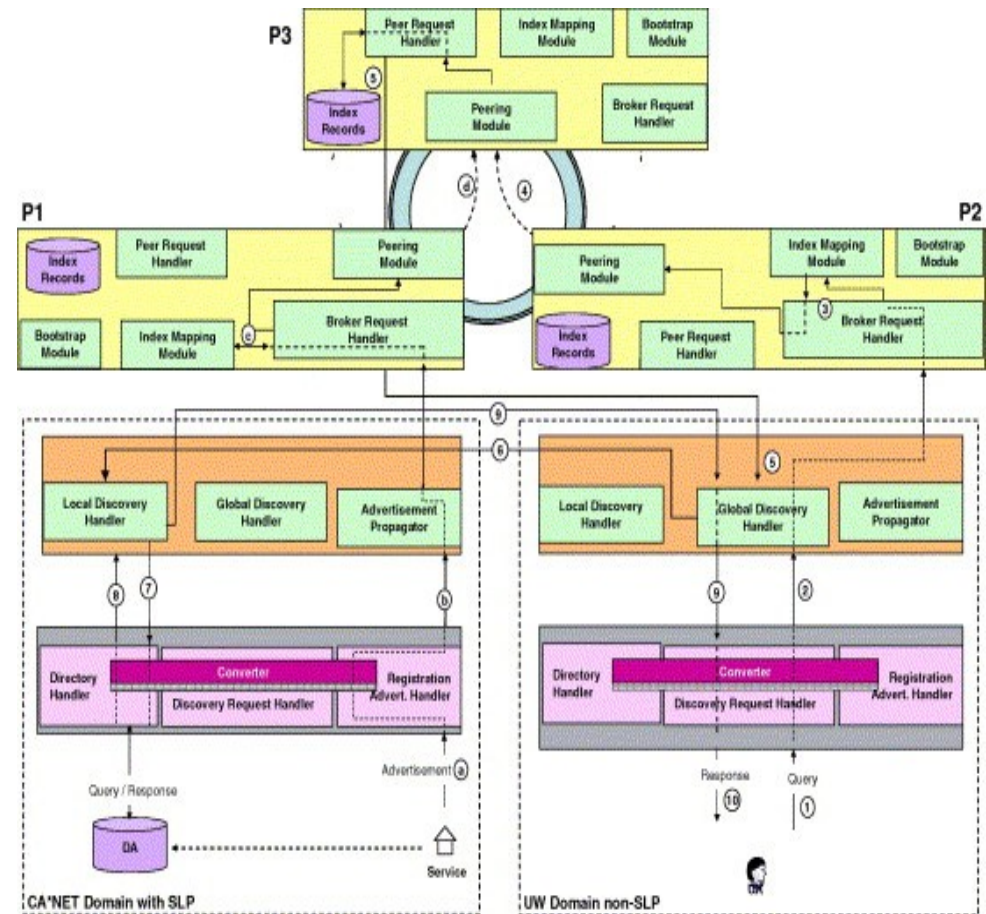 P3
Peer Request
Handler
Index Mapping
Module
Bootstrap
Module
5
Index
Records
Peering
Module
Broker Request
Handler
d
4
P1
P2
Index
Records
Peer Request
Handler
Peering
Module
Broker Request
Handler
Bootstrap
Module
Index Mapping
Module
c
Peering
Module
Index Mapping
Module
Bootstrap
Module
3
Broker Request
Handler
Index
Records
Peer Request
Handler
9
6
5
Local Discovery
Handler
Global Discovery
Handler
Advertisement
Propagator
Local Discovery
Handler
Global Discovery
Handler
Advertisement
Propagator
8
7
b
9
2
Directory
Handler
Converter
Discovery Request Handler
Registration
Advert. Handler
Directory
Handler
Converter
Discovery Request Handler
Registration
Advert. Handler
Advertisement a
Query / Response
DA
Service
Response
10
Query
1
CA*NET Domain with SLP
UW Domain non-SLP